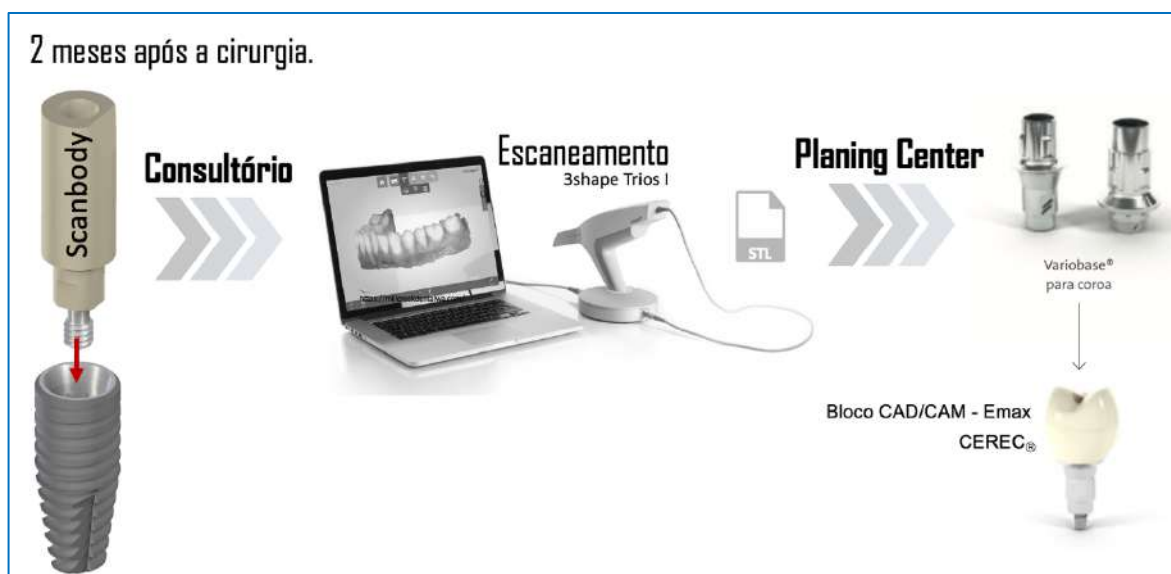 2 meses após a cirurgia.
Scanbody
Consultório
Escaneamento
3shape Trios I
STL
Planing Center
Variobase®
para coroa
Bloco CAD/CAM - Emax
CEREC®